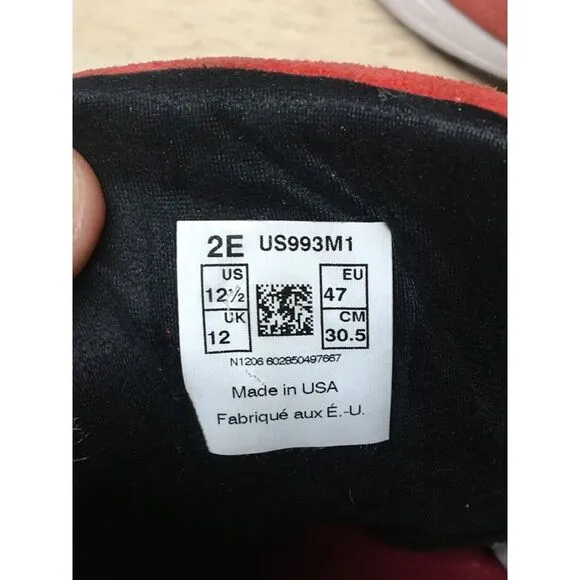 2E US993M1
US 12½ EU 47
UK 12 CM 30.5
N1206 602850497667
Made in USA
Fabriqué aux É.-U.